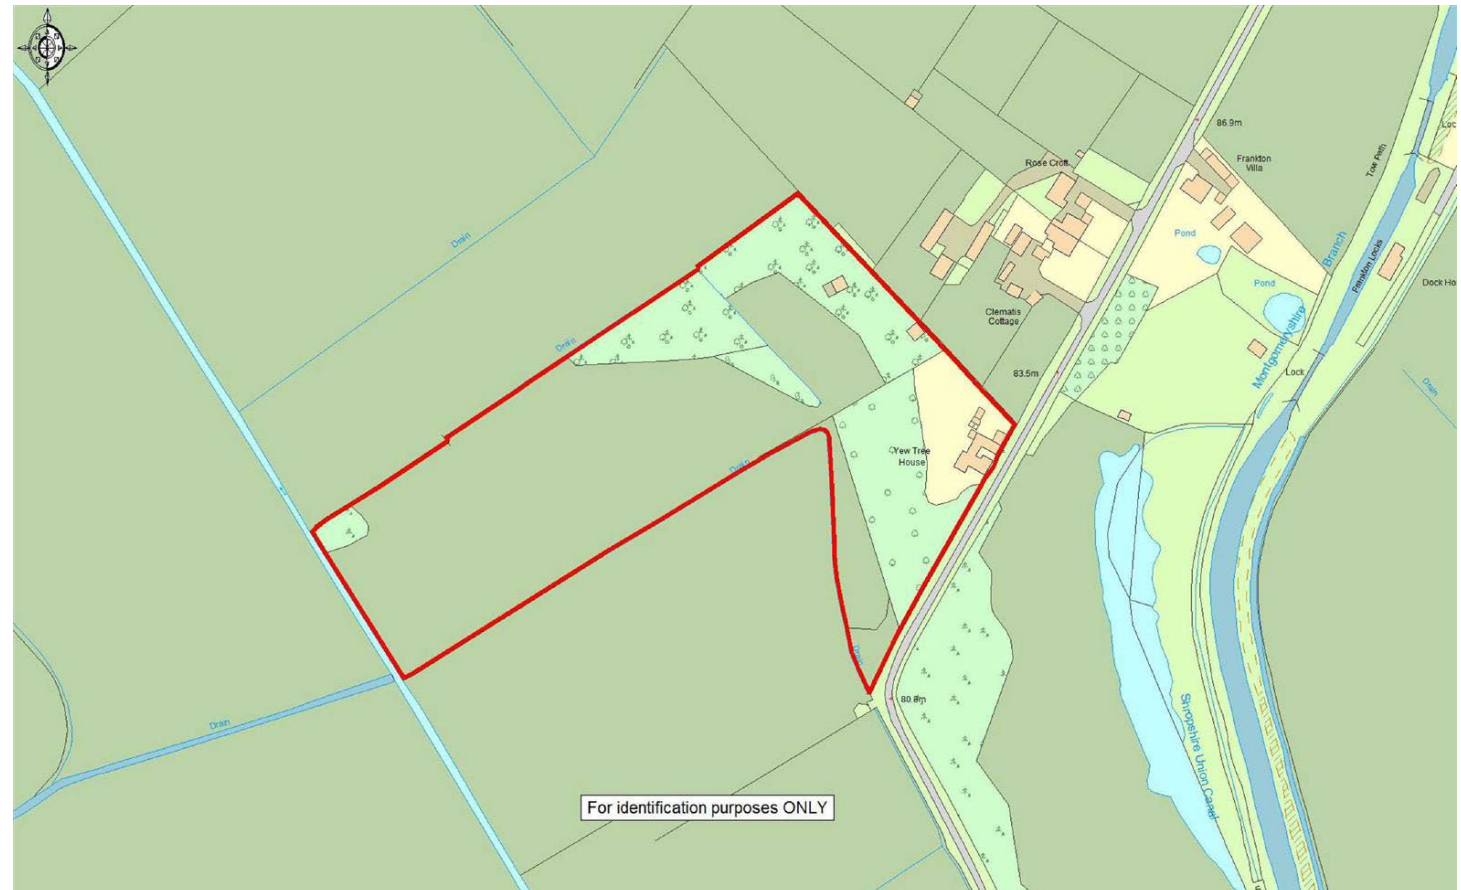 86.9m
Loc
Tow Path
Frankton
Villa
Rose Croft
Drain
Pond
Branch
Frankton Locks
Pond
Dock Ho
Clematis
Cottage
Montgomeryshire
Drain
83.5m
Lock
Drain
Yew Tree
House
Drain
Drain
80.8m
Drain
Shropshire Union Canal
For identification purposes ONLY